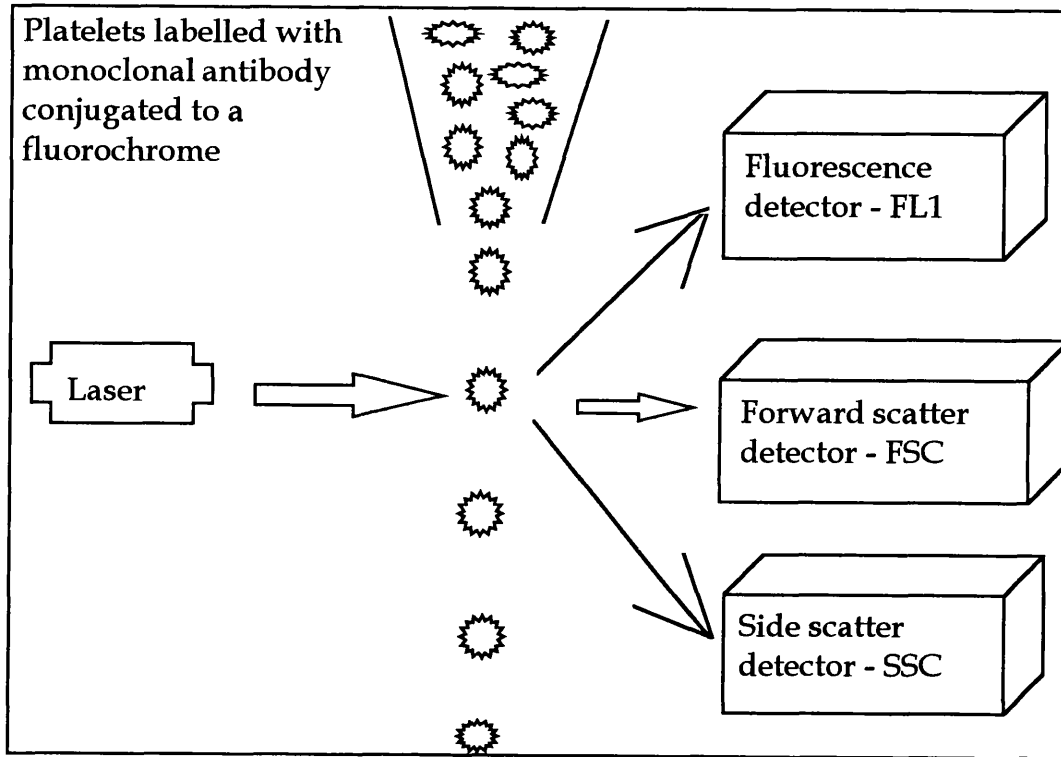 Platelets labelled with
monoclonal antibody
conjugated to a
fluorochrome
Fluorescence
detector - FL1
Laser
Forward scatter
detector - FSC
Side scatter
detector - SSC